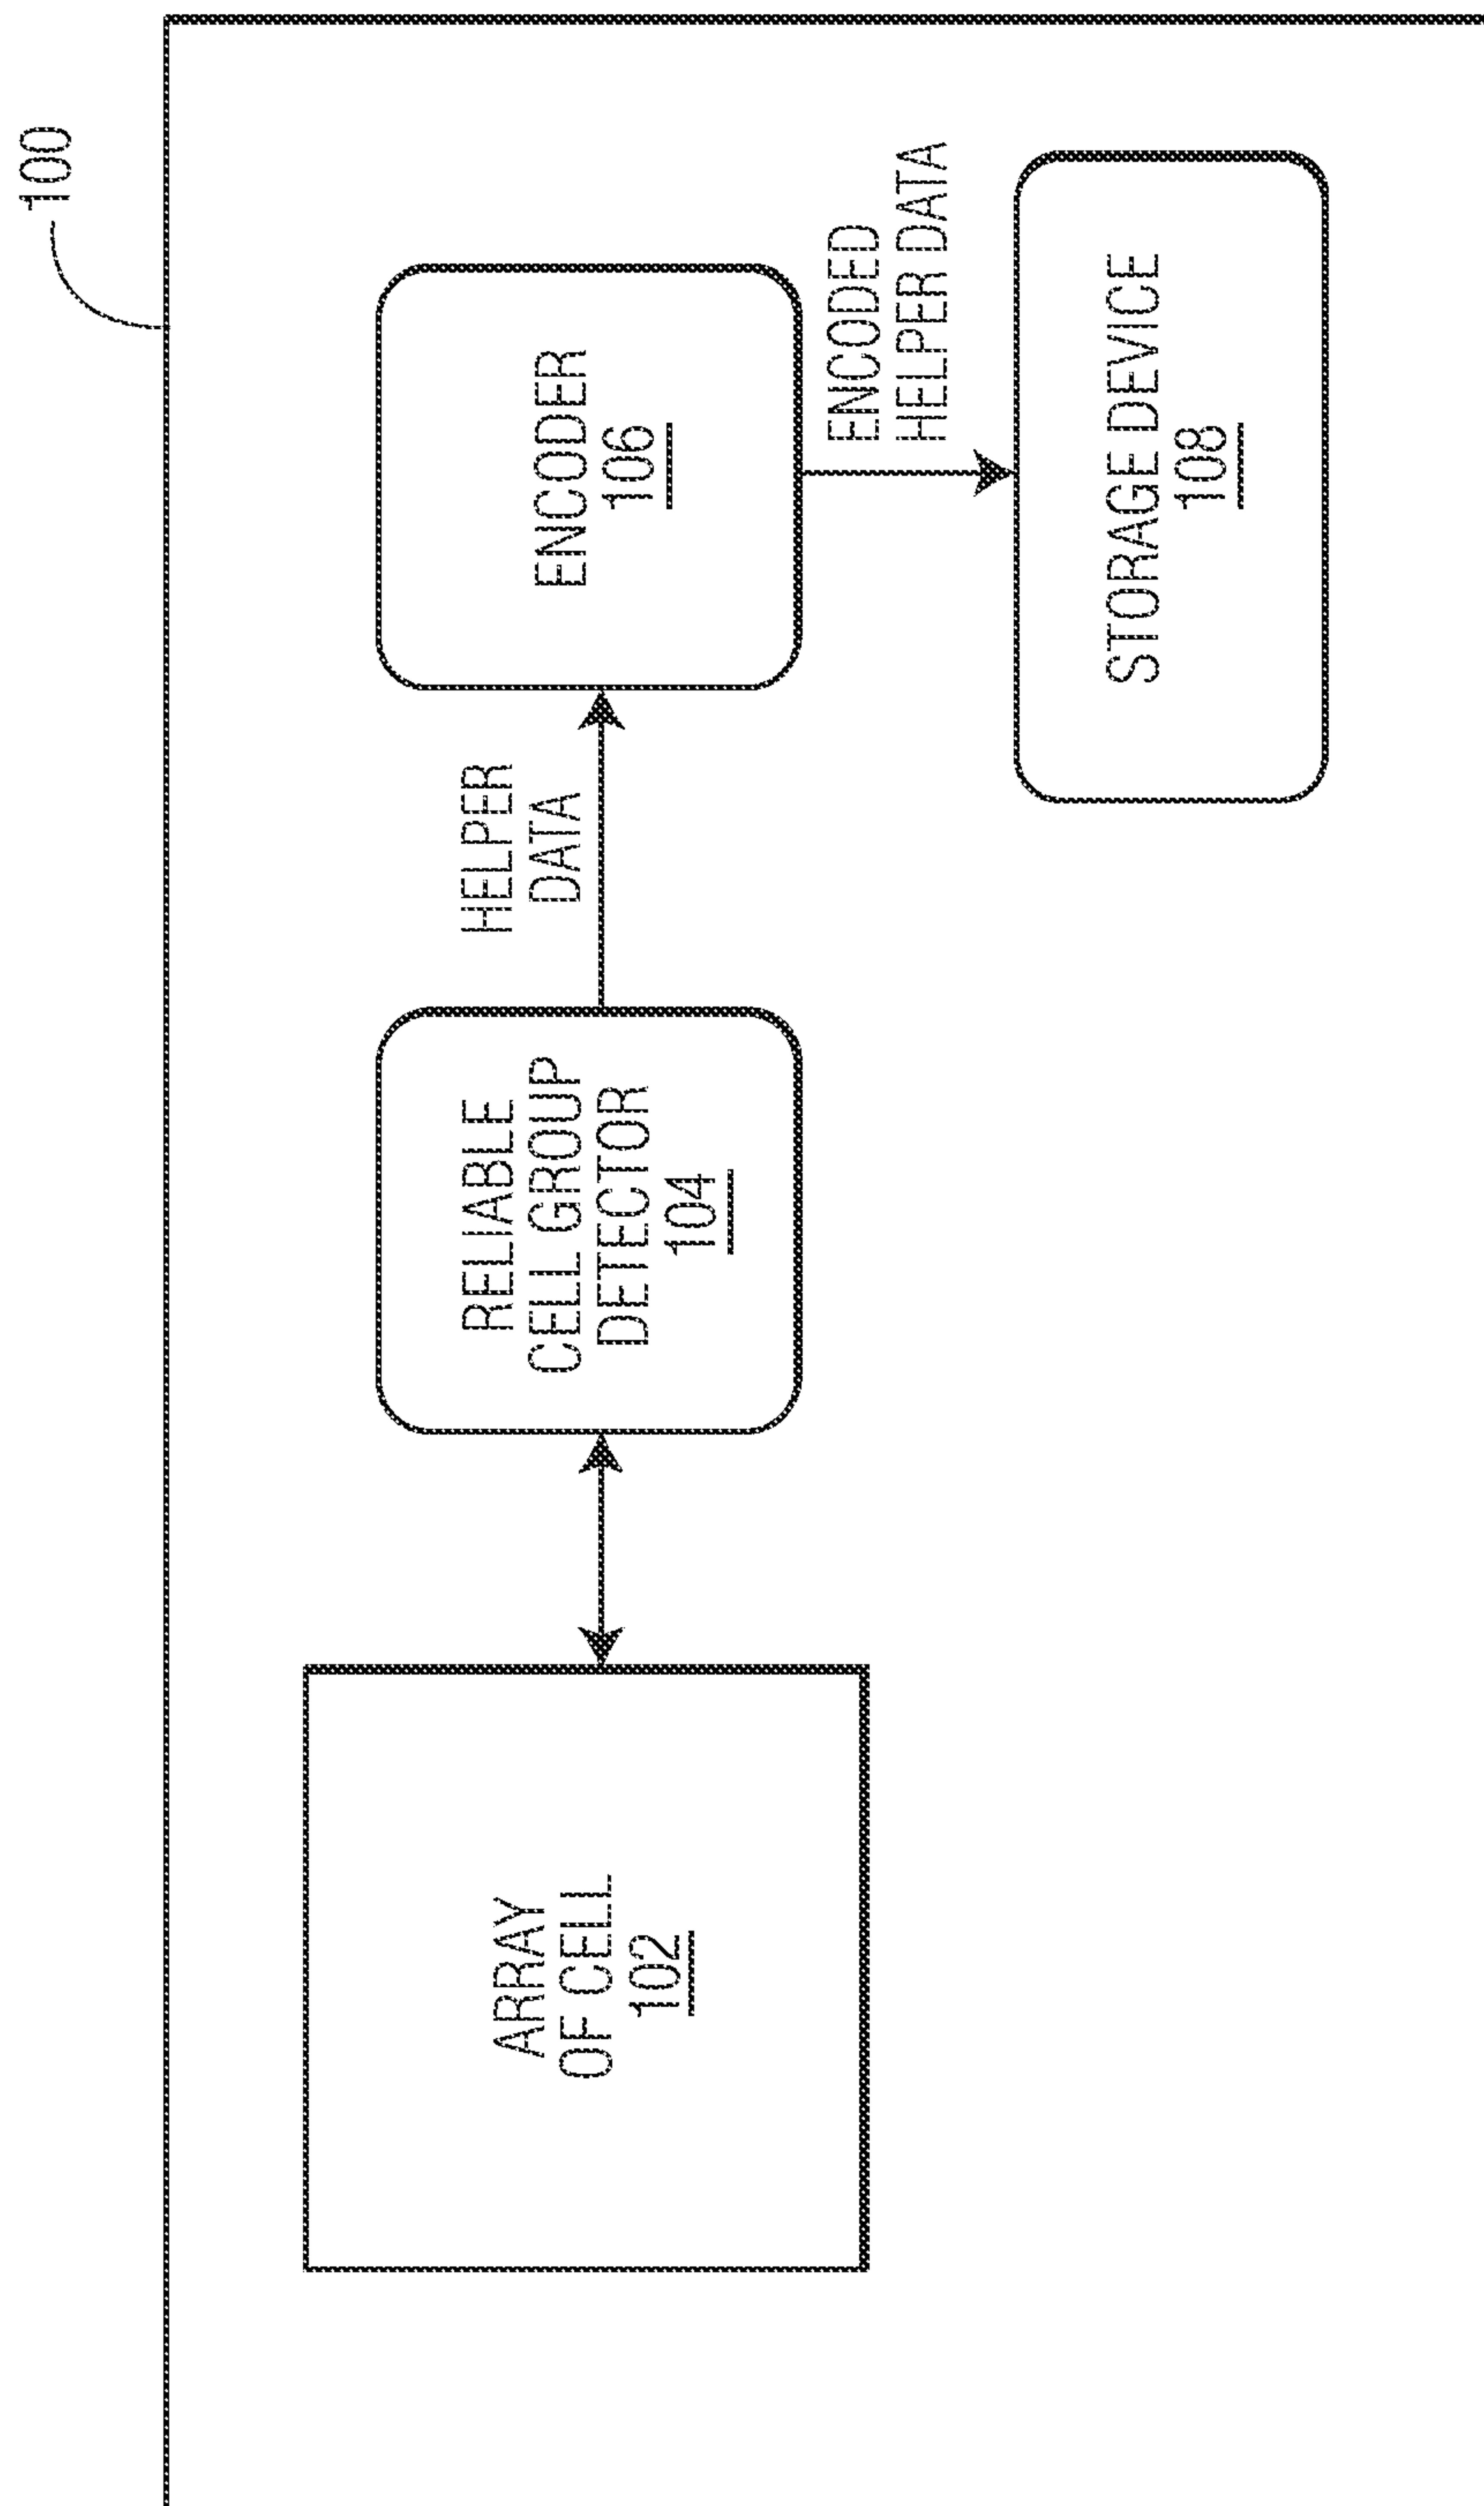 100
ARRAY
OF CELL
102
RELIABLE
CELL GROUP
DETECTOR
104
HELPER
DATA
ENCODER
106
ENCODED
HELPER DATA
STORAGE DEVICE
108